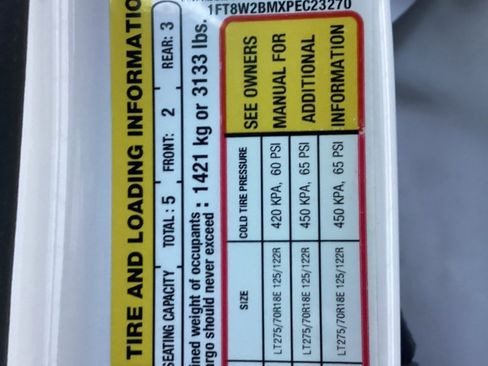 1FT8W2BMXPEC23270
TIRE AND LOADING INFORMATIO
SEATING CAPACITY TOTAL : 5 FRONT: 2 REAR: 3
ined weight of occupants
argo should never exceed : 1421 kg or 3133 lbs.
SIZE COLD TIRE PRESSURE SEE OWNERS
LT275/70R18E 125/122R 420 KPA, 60 PSI MANUAL FOR
LT275/70R18E 125/122R 450 KPA, 65 PSI ADDITIONAL
LT275/70R18E 125/122R 450 KPA, 65 PSI INFORMATION